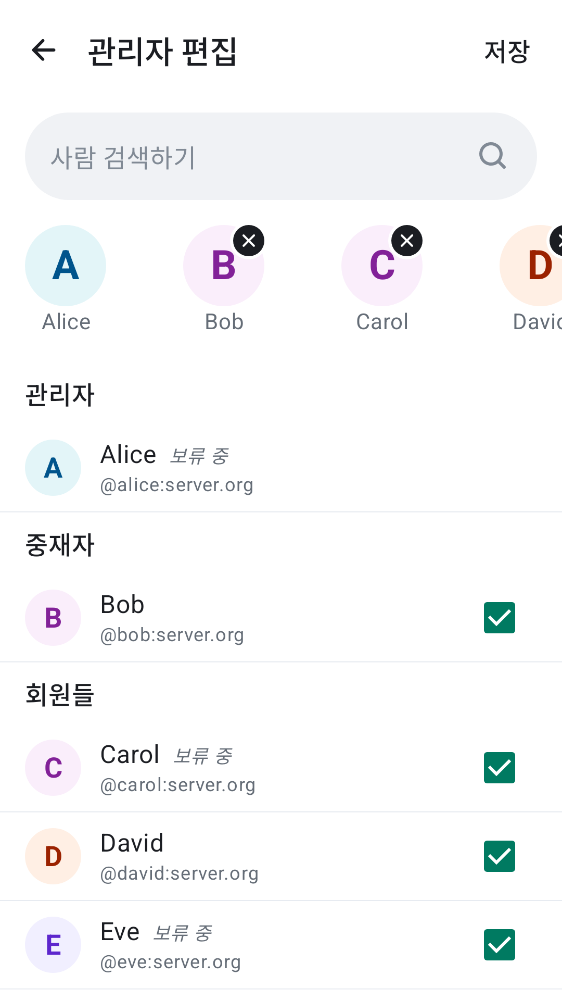 관리자 편집
저장
사람 검색하기
A
B
C
D
Alice
Bob
Carol
관리자
A
Alice 보류 중
@alice:server.org
중재자
B
Bob
@bob:server.org
회원들
C
Carol 보류 중
@carol:server.org
D
David
@david:server.org
E
Eve 보류 중
@eve:server.org